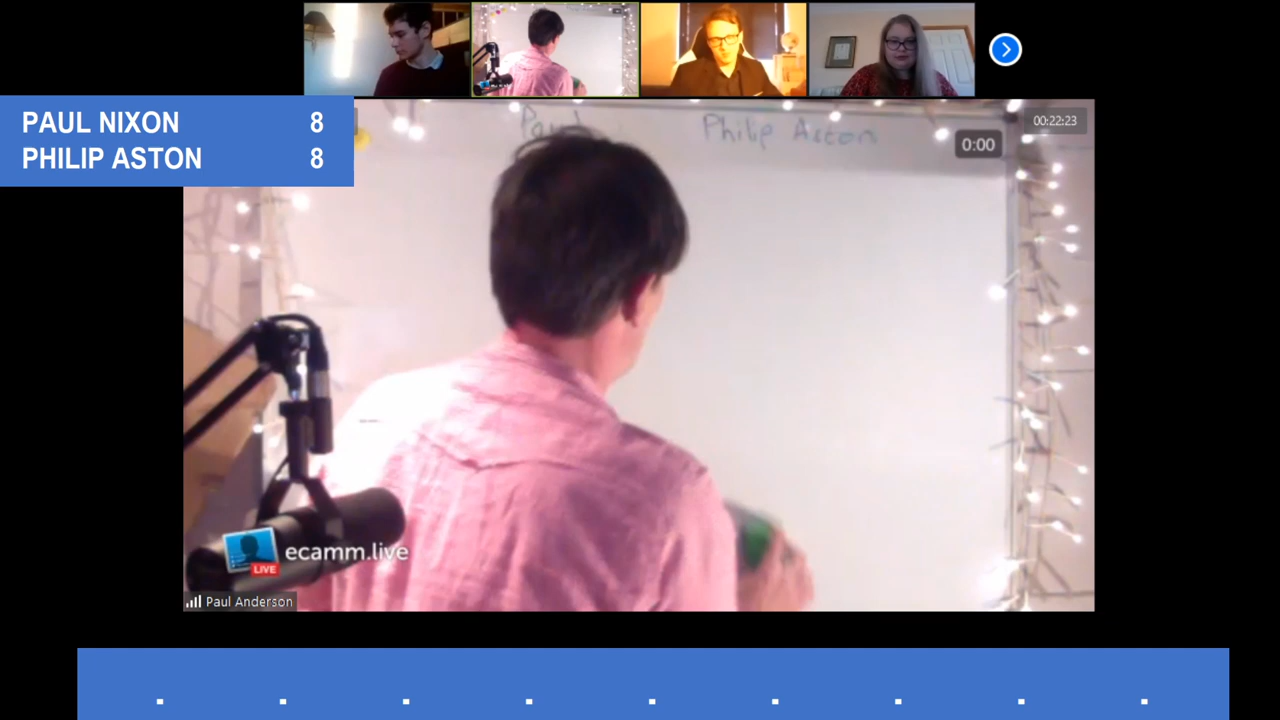 PAUL NIXON 8
PHILIP ASTON 8
Philip Aston
00:22:23
0:00
ecamm.live
LIVE
Paul Anderson